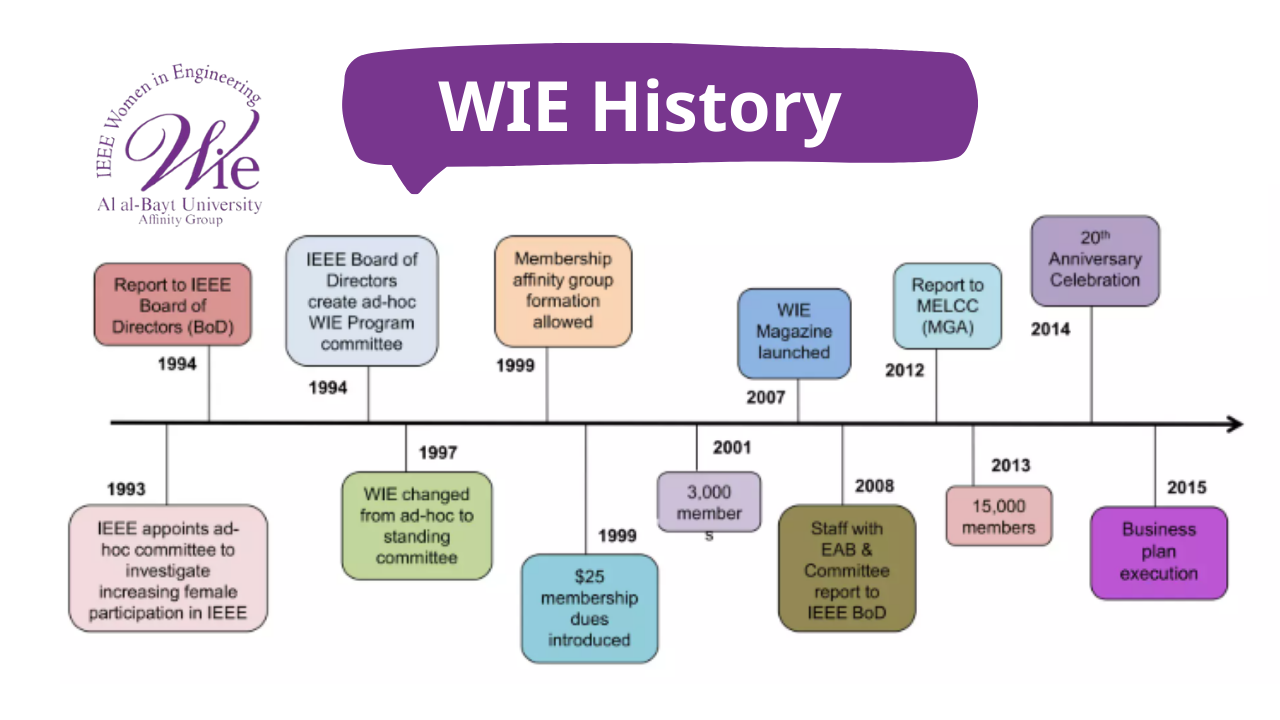 IEEE Women in Engineering
Wie
Al al-Bayt University
Affinity Group
WIE History
Report to IEEE
Board of
Directors (BoD)
1994
IEEE Board of
Directors
create ad-hoc
WIE Program
committee
1994
Membership
affinity group
formation
allowed
1999
WIE
Magazine
launched
2007
Report to
MELCC
(MGA)
2012
20th
Anniversary
Celebration
2014
1993
IEEE appoints ad-
hoc committee to
investigate
increasing female
participation in IEEE
1997
WIE changed
from ad-hoc to
standing
committee
1999
$25
membership
dues
introduced
2001
3,000
member
s
2008
Staff with
EAB &
Committee
report to
IEEE BoD
2013
15,000
members
2015
Business
plan
execution